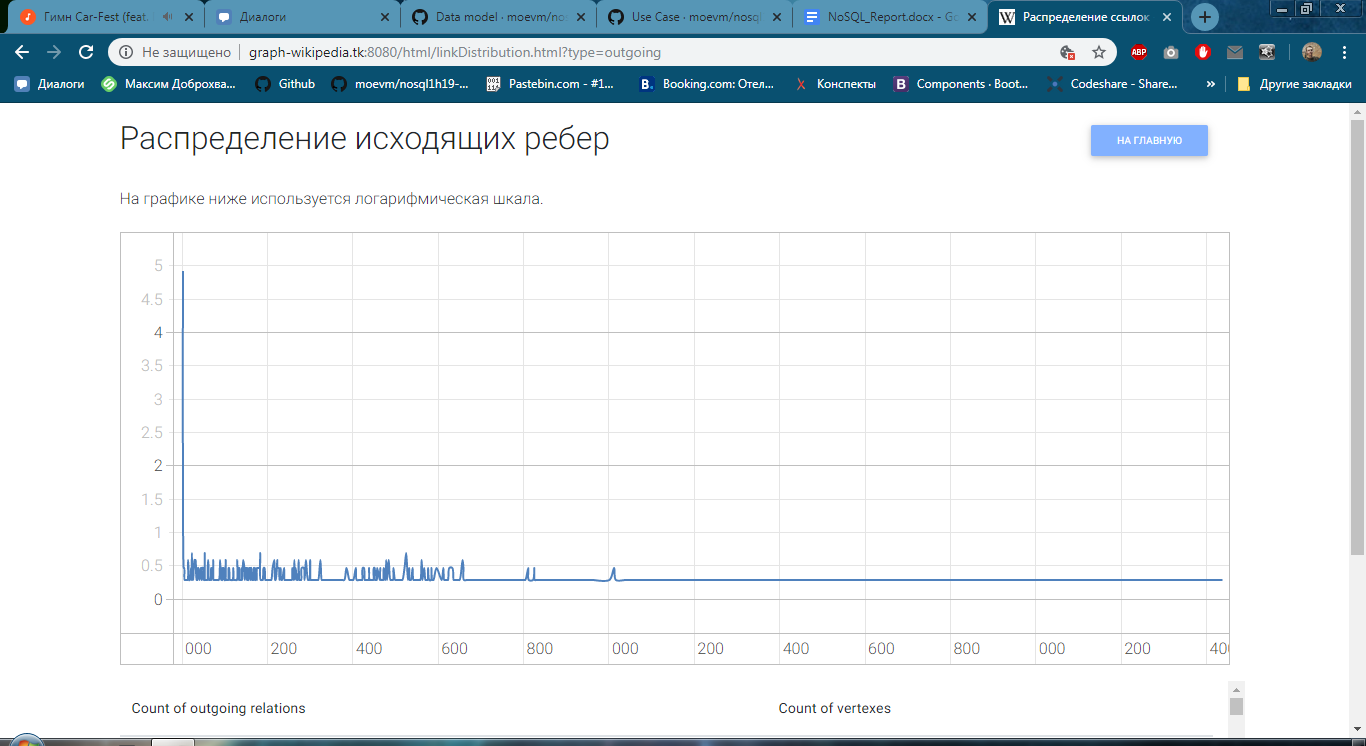 Гимн Car-Fest (feat.
Диалоги
Data model · moevm/nos
Use Case · moevm/nosql
NoSQL_Report.docx - Go
Распределение ссылок
Не защищено
graph-wikipedia.tk:8080/html/linkDistribution.html?type=outgoing
ABP
Диалоги
Максим Доброхва...
Github
moevm/nosql1h19-...
Pastebin.com - #1...
Booking.com: Отел...
Конспекты
Components · Boot...
Codeshare - Share...
»
Другие закладки
Распределение исходящих ребер
НА ГЛАВНУЮ
На графике ниже используется логарифмическая шкала.
5
4.5
4
3.5
3
2.5
2
1.5
1
0.5
0
000 200 400 600 800 000 200 400 600 800 000 200 400
Count of outgoing relations
Count of vertexes